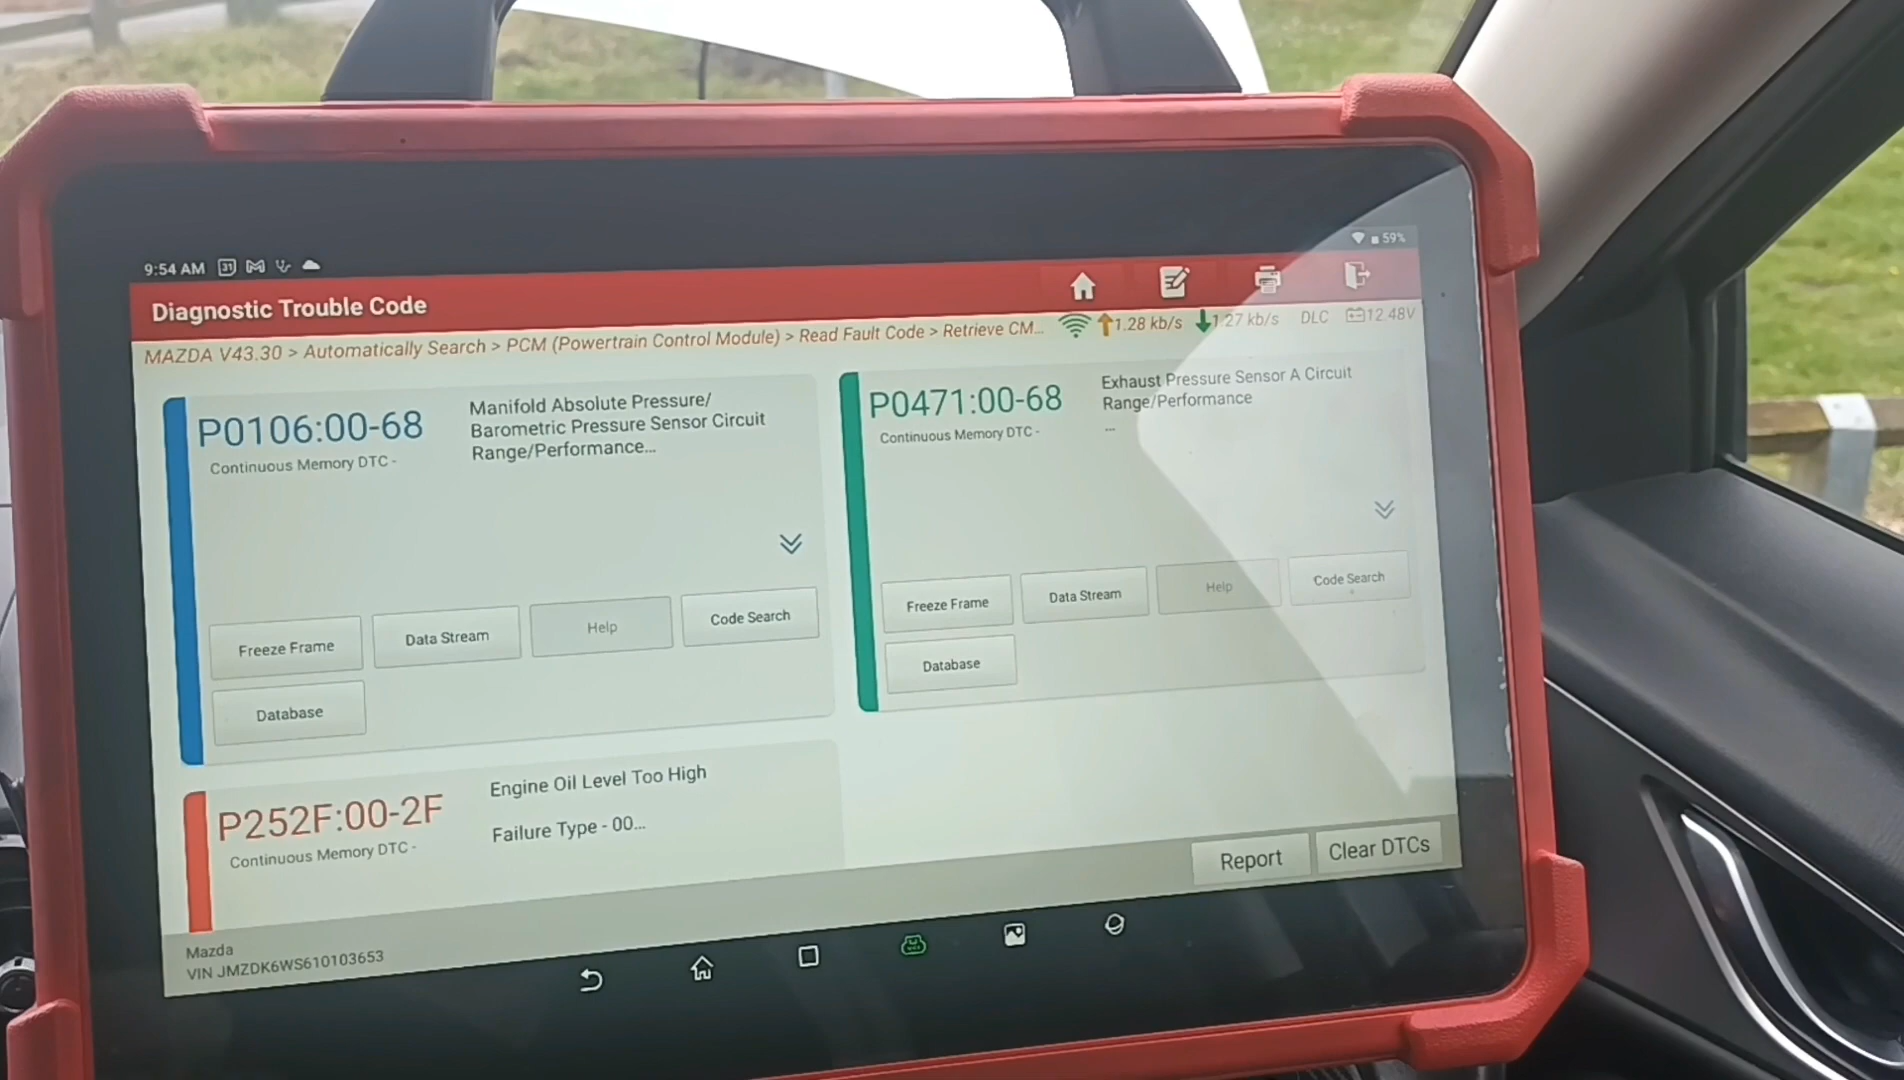 9:54 AM 31
59%
Diagnostic Trouble Code
MAZDA V43.30 > Automatically Search > PCM (Powertrain Control Module) > Read Fault Code > Retrieve CM...
1.28 kb/s 1.27 kb/s DLC 12.48V
P0106:00-68
Continuous Memory DTC -
Manifold Absolute Pressure/
Barometric Pressure Sensor Circuit
Range/Performance...
Freeze Frame Data Stream Help Code Search
Database
P0471:00-68
Continuous Memory DTC -
Exhaust Pressure Sensor A Circuit
Range/Performance
...
Freeze Frame Data Stream Help Code Search
Database
P252F:00-2F
Continuous Memory DTC -
Engine Oil Level Too High
Failure Type - 00...
Report Clear DTCs
Mazda
VIN JMZDK6WS610103653